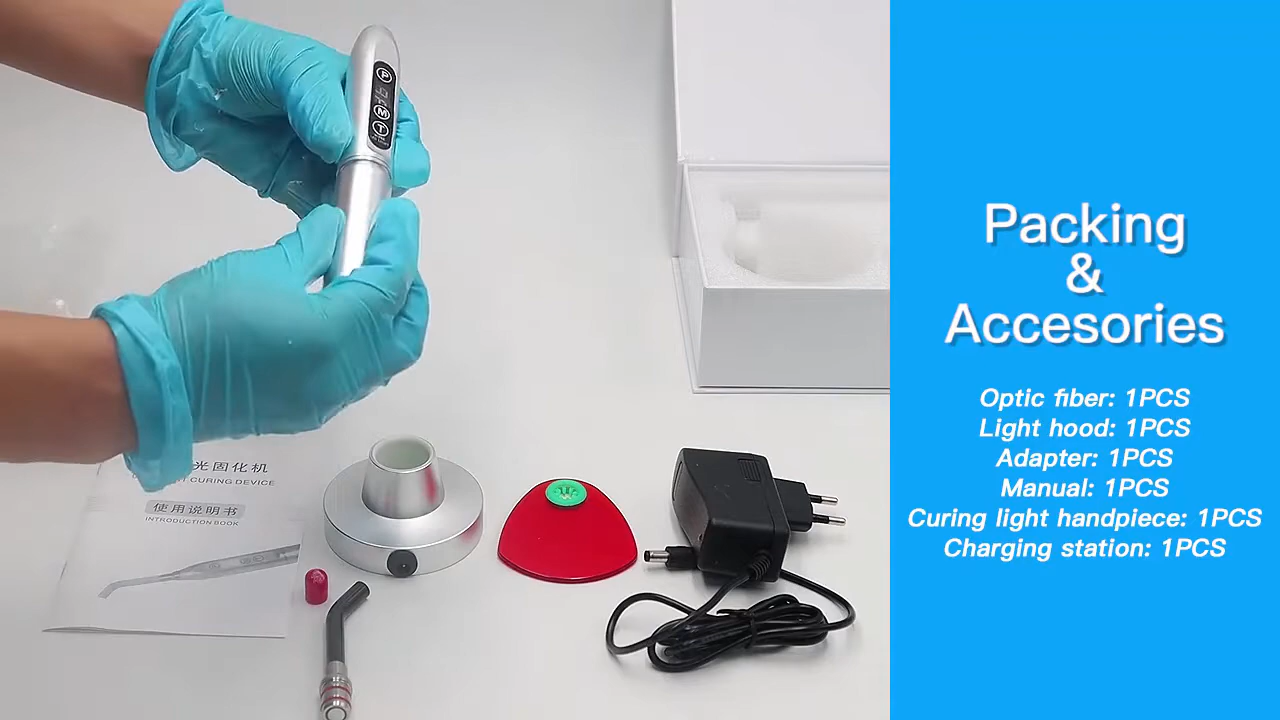 P
M
T
光固化机
CURING DEVICE
使用说明书
INTRODUCTION BOOK
Packing
&
Accesories
Optic fiber: 1PCS
Light hood: 1PCS
Adapter: 1PCS
Manual: 1PCS
Curing light handpiece: 1PCS
Charging station: 1PCS